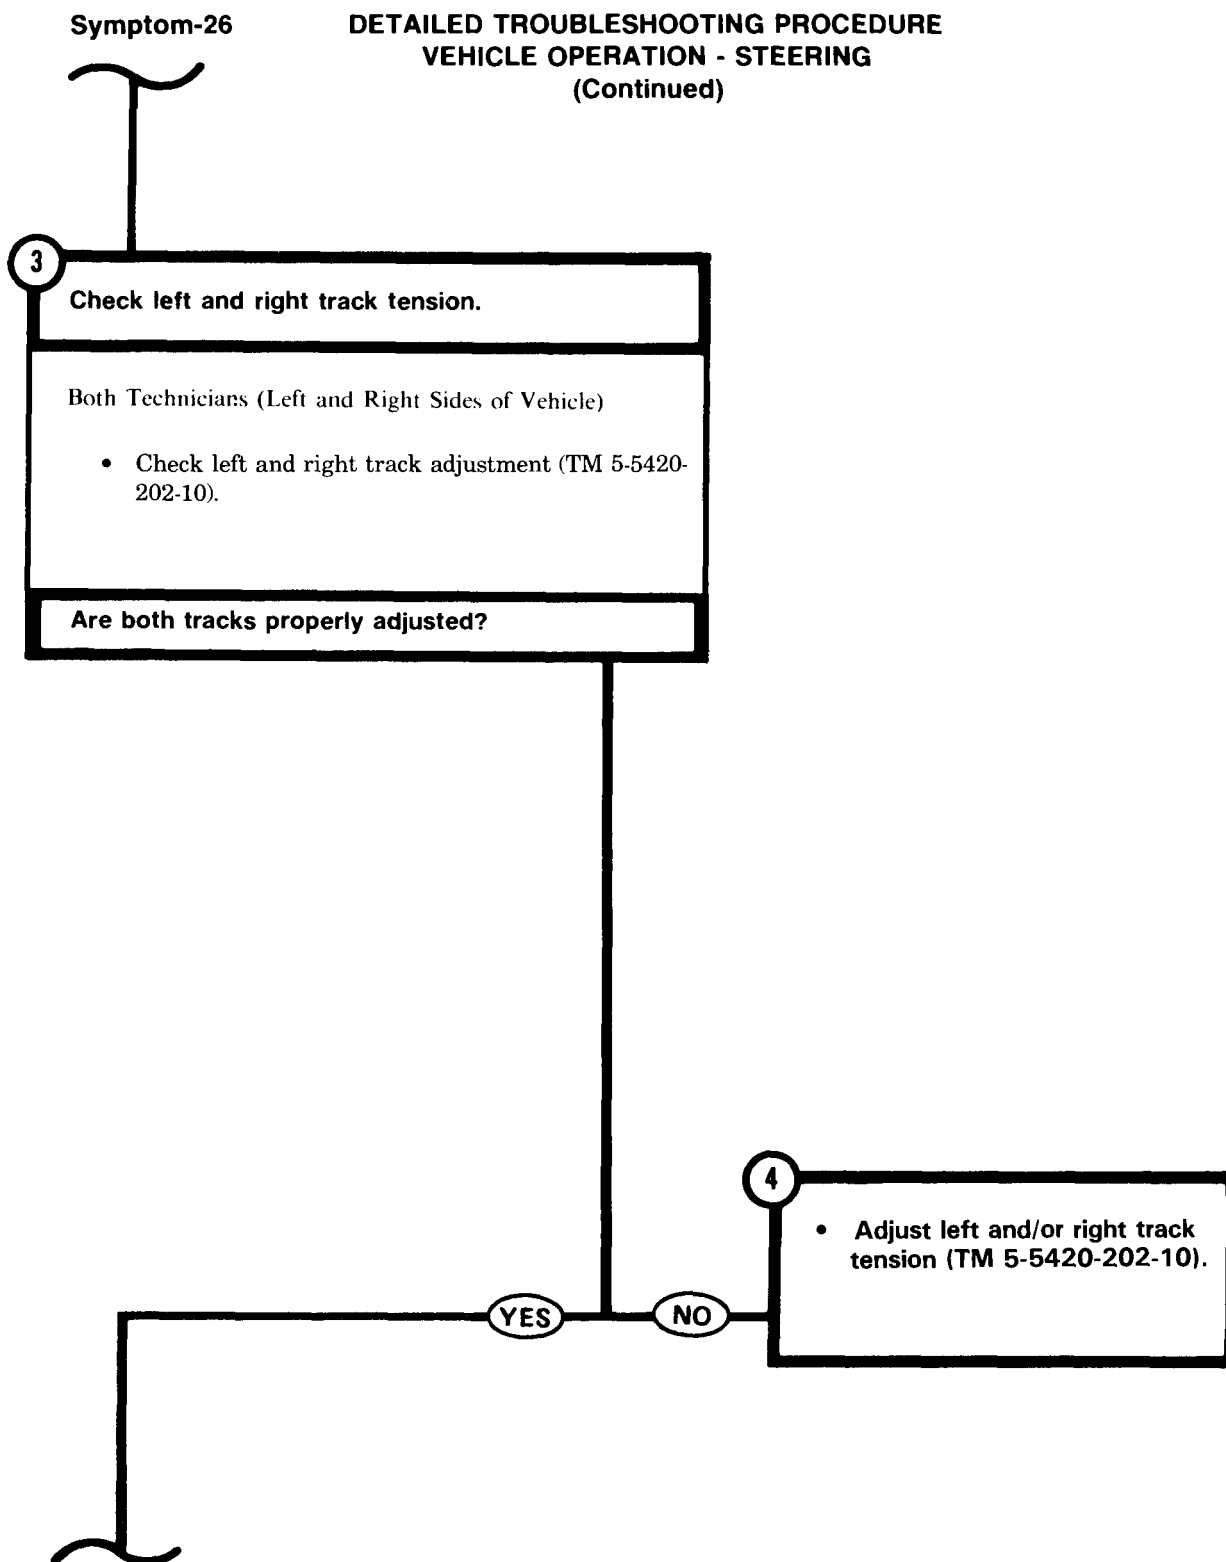 Symptom-26
DETAILED TROUBLESHOOTING PROCEDURE
VEHICLE OPERATION - STEERING
(Continued)
3
Check left and right track tension.
Both Technicians (Left and Right Sides of Vehicle)
• Check left and right track adjustment (TM 5-5420-
202-10).
Are both tracks properly adjusted?
4
• Adjust left and/or right track
tension (TM 5-5420-202-10).
YES
NO